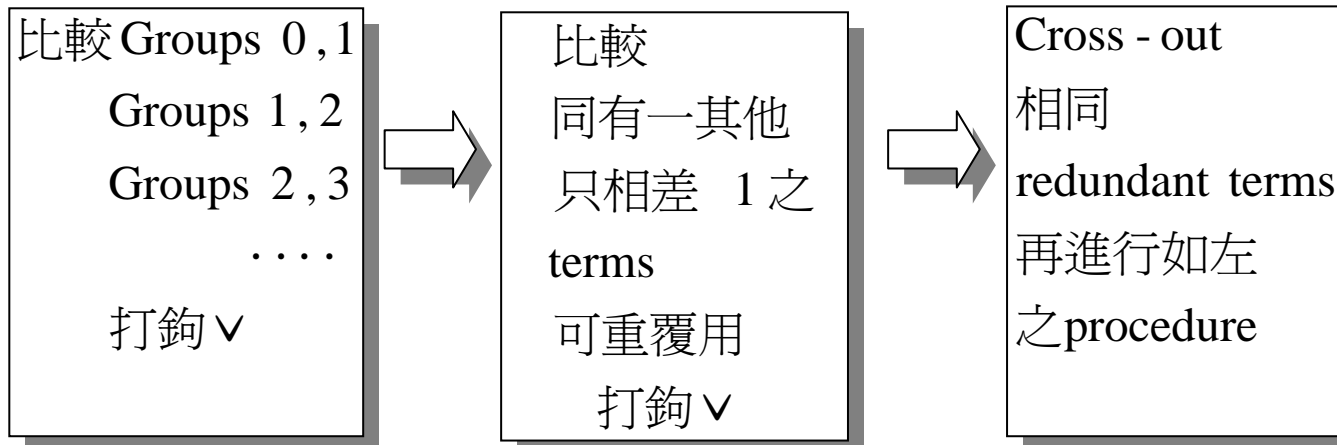 比較 Groups 0 , 1
Groups 1 , 2
Groups 2 , 3
. . . .
打鉤∨
比較
同有一其他
只相差 1 之
terms
可重覆用
打鉤∨
Cross - out
相同
redundant terms
再進行如左
之procedure